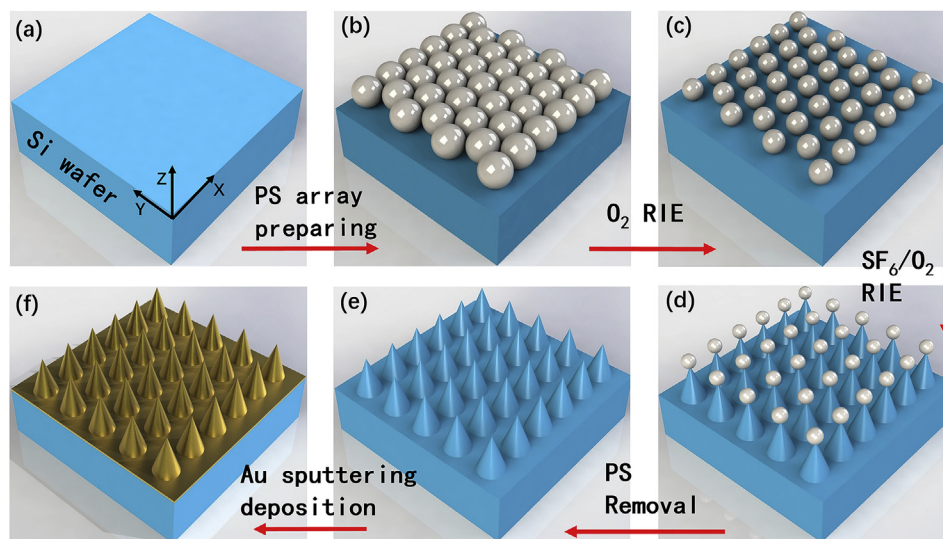 (a)
(b)
(c)
Si wafer
Z
X
Y
PS array
preparing
O₂ RIE
SF₆/O₂
RIE
(f)
(e)
(d)
Au sputtering
deposition
PS
Removal